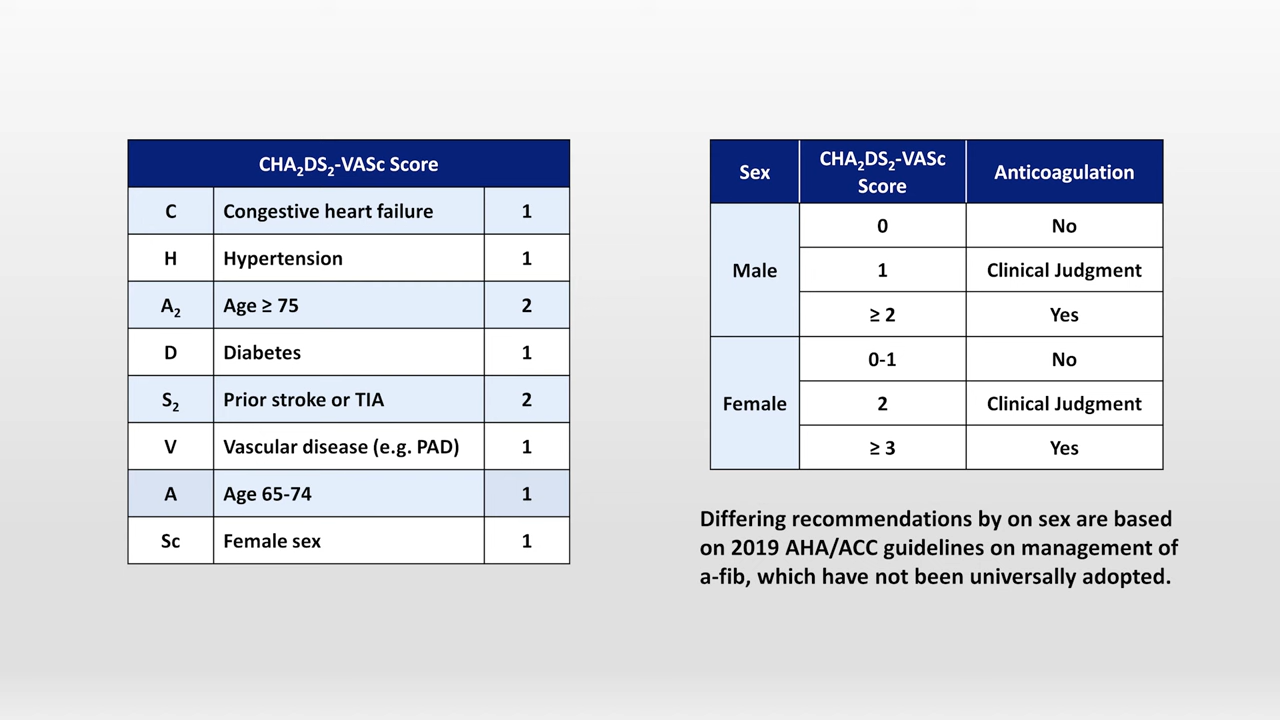 CHA₂DS₂-VASc Score
C Congestive heart failure 1
H Hypertension 1
A₂ Age ≥ 75 2
D Diabetes 1
S₂ Prior stroke or TIA 2
V Vascular disease (e.g. PAD) 1
A Age 65-74 1
Sc Female sex 1
Sex CHA₂DS₂-VASc Anticoagulation
Score
Male
0 No
1 Clinical Judgment
≥ 2 Yes
Female
0-1 No
2 Clinical Judgment
≥ 3 Yes
Differing recommendations by on sex are based
on 2019 AHA/ACC guidelines on management of
a-fib, which have not been universally adopted.